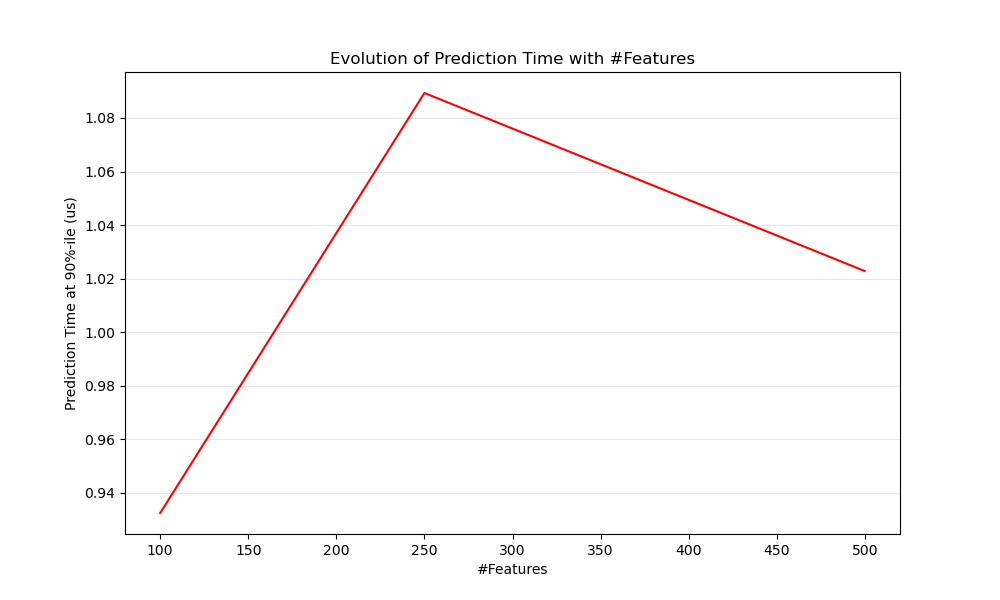 Evolution of Prediction Time with #Features
Prediction Time at 90%-ile (us)
1.08
1.06
1.04
1.02
1.00
0.98
0.96
0.94
100 150 200 250 300 350 400 450 500
#Features